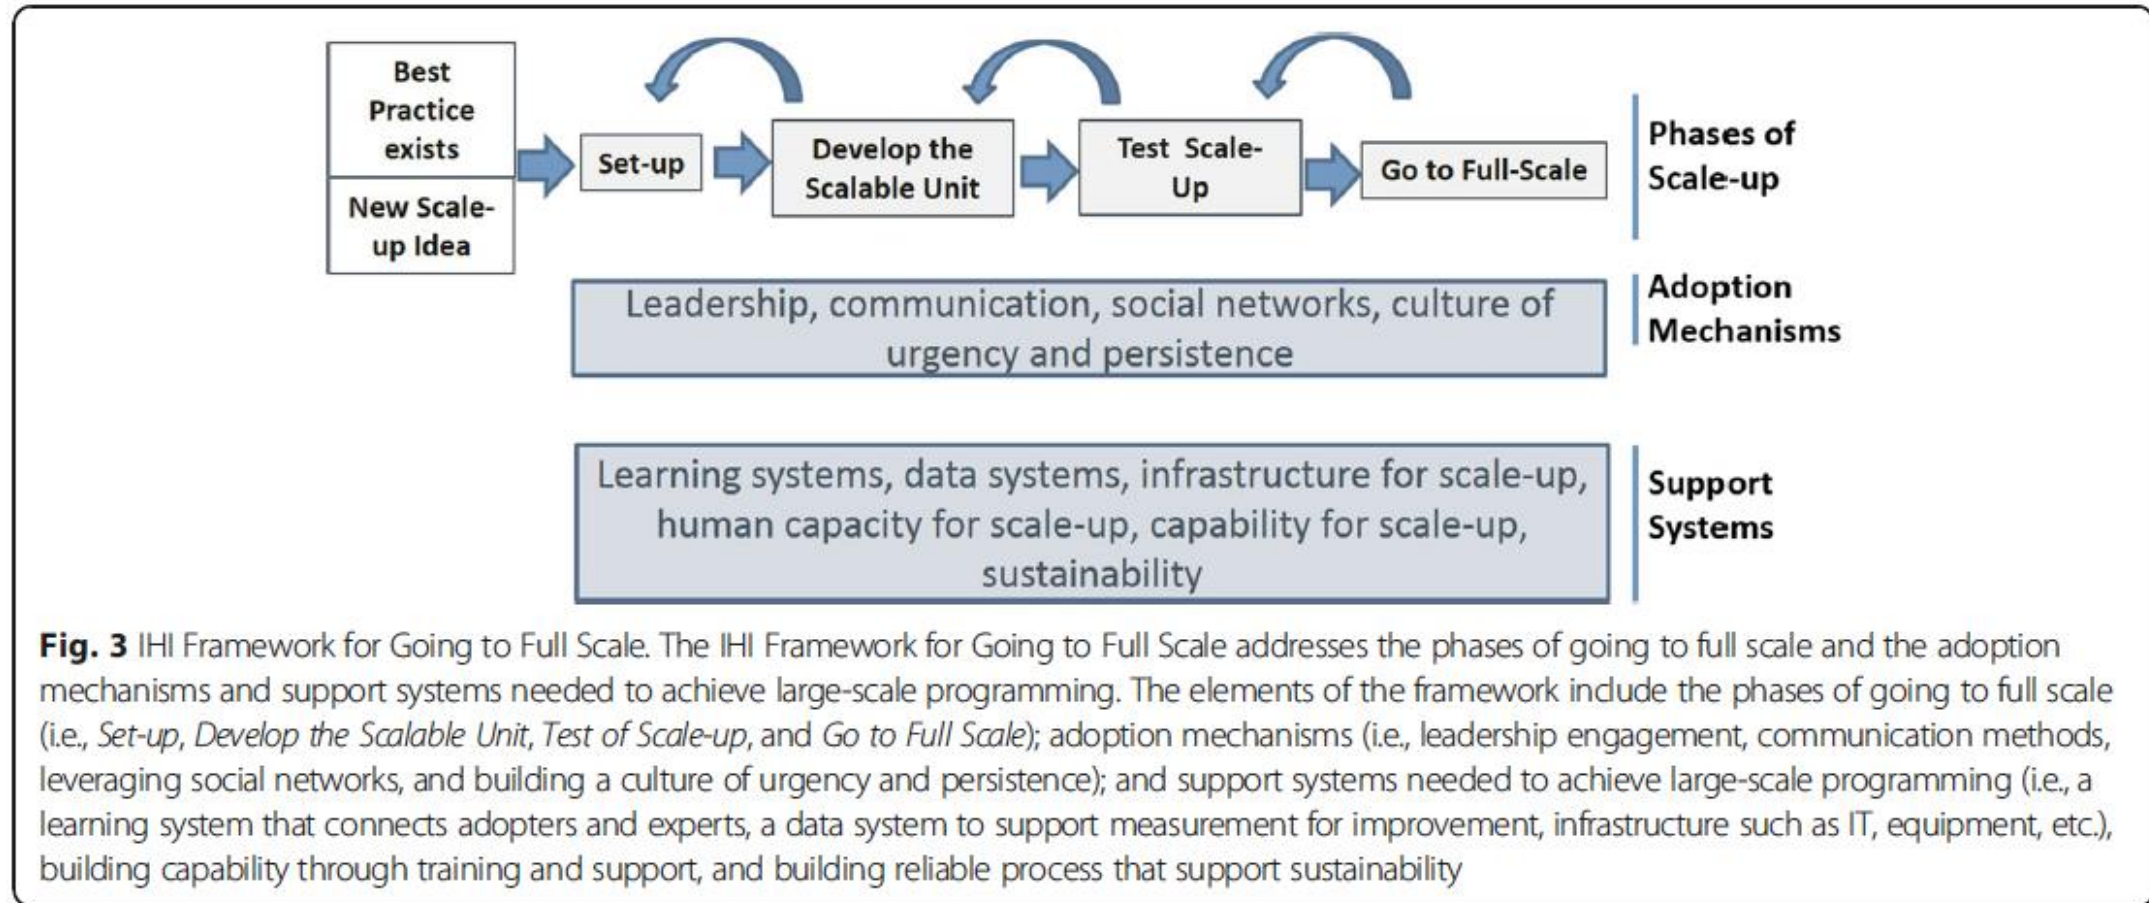 Best
Practice
exists
New Scale-
up Idea
Set-up
Develop the
Scalable Unit
Test Scale-
Up
Go to Full-Scale
Phases of
Scale-up
Leadership, communication, social networks, culture of
urgency and persistence
Adoption
Mechanisms
Learning systems, data systems, infrastructure for scale-up,
human capacity for scale-up, capability for scale-up,
sustainability
Support
Systems
Fig. 3 IHI Framework for Going to Full Scale. The IHI Framework for Going to Full Scale addresses the phases of going to full scale and the adoption
mechanisms and support systems needed to achieve large-scale programming. The elements of the framework include the phases of going to full scale
(i.e., Set-up, Develop the Scalable Unit, Test of Scale-up, and Go to Full Scale); adoption mechanisms (i.e., leadership engagement, communication methods,
leveraging social networks, and building a culture of urgency and persistence); and support systems needed to achieve large-scale programming (i.e., a
learning system that connects adopters and experts, a data system to support measurement for improvement, infrastructure such as IT, equipment, etc.),
building capability through training and support, and building reliable process that support sustainability